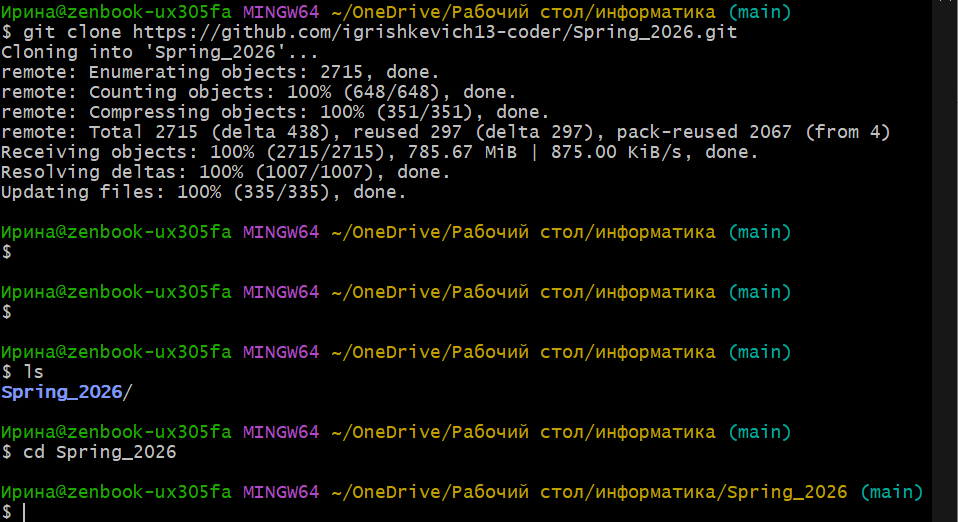 Ирина@zenbook-ux305fa MINGW64 ~/OneDrive/Рабочий стол/информатика (main)
$ git clone https://github.com/igrishkevich13-coder/Spring_2026.git
Cloning into 'Spring_2026'...
remote: Enumerating objects: 2715, done.
remote: Counting objects: 100% (648/648), done.
remote: Compressing objects: 100% (351/351), done.
remote: Total 2715 (delta 438), reused 297 (delta 297), pack-reused 2067 (from 4)
Receiving objects: 100% (2715/2715), 785.67 MiB | 875.00 KiB/s, done.
Resolving deltas: 100% (1007/1007), done.
Updating files: 100% (335/335), done.
Ирина@zenbook-ux305fa MINGW64 ~/OneDrive/Рабочий стол/информатика (main)
$
Ирина@zenbook-ux305fa MINGW64 ~/OneDrive/Рабочий стол/информатика (main)
$
Ирина@zenbook-ux305fa MINGW64 ~/OneDrive/Рабочий стол/информатика (main)
$ ls
Spring_2026/
Ирина@zenbook-ux305fa MINGW64 ~/OneDrive/Рабочий стол/информатика (main)
$ cd Spring_2026
Ирина@zenbook-ux305fa MINGW64 ~/OneDrive/Рабочий стол/информатика/Spring_2026 (main)
$